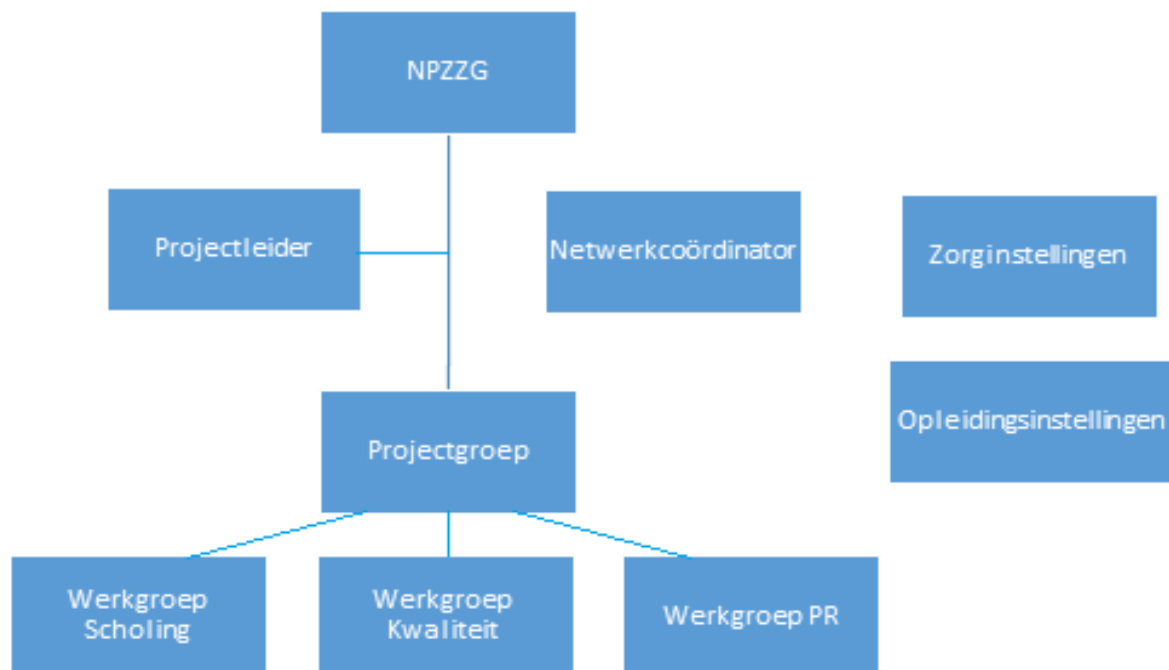 NPZZG
Projectleider
Netwerkcoördinator
Zorginstellingen
Opleidingsinstellingen
Projectgroep
Werkgroep
Scholing
Werkgroep
Kwaliteit
Werkgroep PR